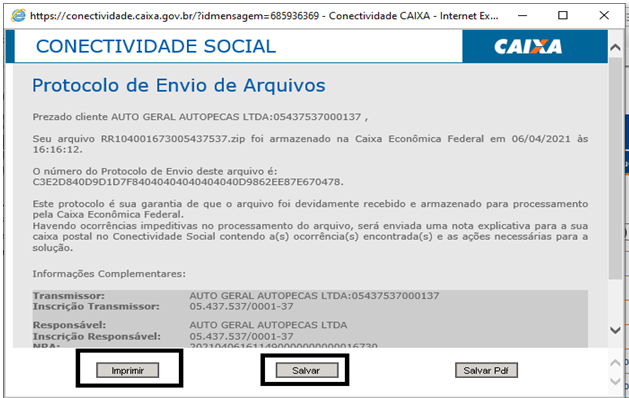 https://conectividade.caixa.gov.br/?idmensagem=685936369 - Conectividade CAIXA - Internet Ex...
CONECTIVIDADE SOCIAL
CAIXA
Protocolo de Envio de Arquivos
Prezado cliente AUTO GERAL AUTOPECAS LTDA:05437537000137 ,
Seu arquivo RR104001673005437537.zip foi armazenado na Caixa Econômica Federal em 06/04/2021 às
16:16:12.
O número do Protocolo de Envio deste arquivo é:
C3E2D840D9D1D7F84040404040404040D9862EE87E670478.
Este protocolo é sua garantia de que o arquivo foi devidamente recebido e armazenado para processamento
pela Caixa Econômica Federal.
Havendo ocorrências impeditivas no processamento do arquivo, será enviada uma nota explicativa para a sua
caixa postal no Conectividade Social contendo a(s) ocorrência(s) encontrada(s) e as ações necessárias para a
solução.
Informações Complementares:
Transmissor: AUTO GERAL AUTOPECAS LTDA:05437537000137
Inscrição Transmissor: 05.437.537/0001-37
Responsável: AUTO GERAL AUTOPECAS LTDA
Inscrição Responsável: 05.437.537/0001-37
NRA:
Imprimir Salvar Salvar Pdf